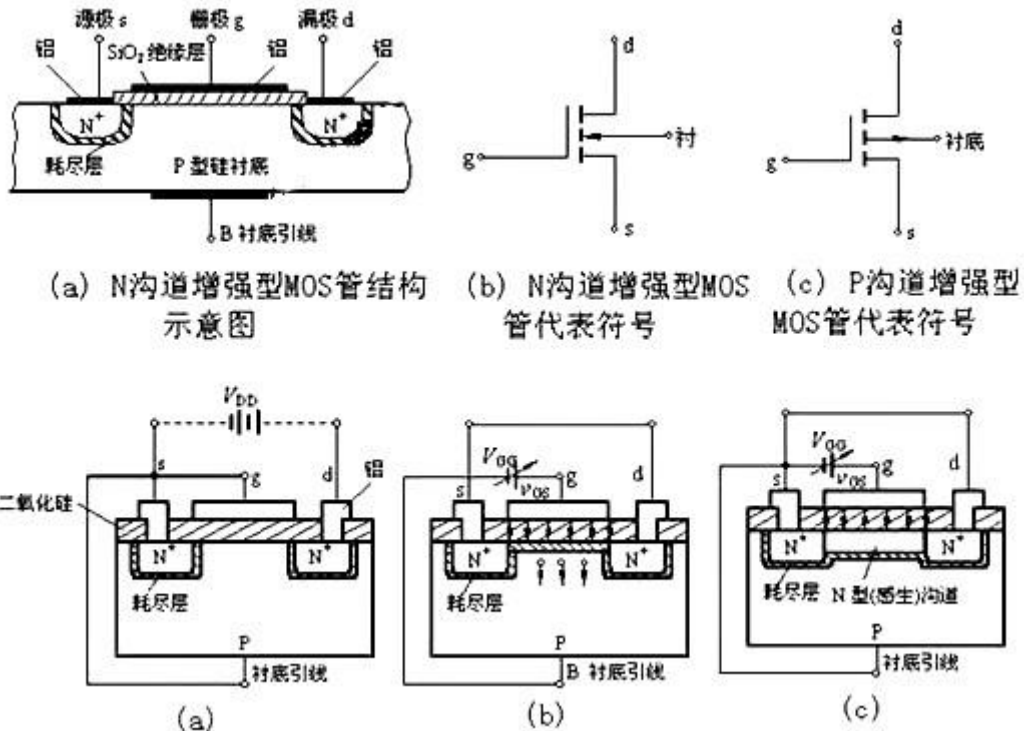 源极 s
栅极 g
漏极 d
铝
SiO₂ 绝缘层
铝
铝
N⁺
N⁺
耗尽层
P 型硅衬底
B 衬底引线
d
衬
g
s
d
衬底
g
s
(a) N沟道增强型MOS管结构
示意图
(b) N沟道增强型MOS
管代表符号
(c) P沟道增强型
MOS管代表符号
V_DD
s
g
d
铝
二氧化硅
N⁺
N⁺
耗尽层
P
衬底引线
(a)
V_GG
v_GS
s
g
d
N⁺
N⁺
耗尽层
P
B 衬底引线
(b)
V_GG
v_GS
s
g
d
N⁺
N⁺
耗尽层
N 型(感生)沟道
P
衬底引线
(c)